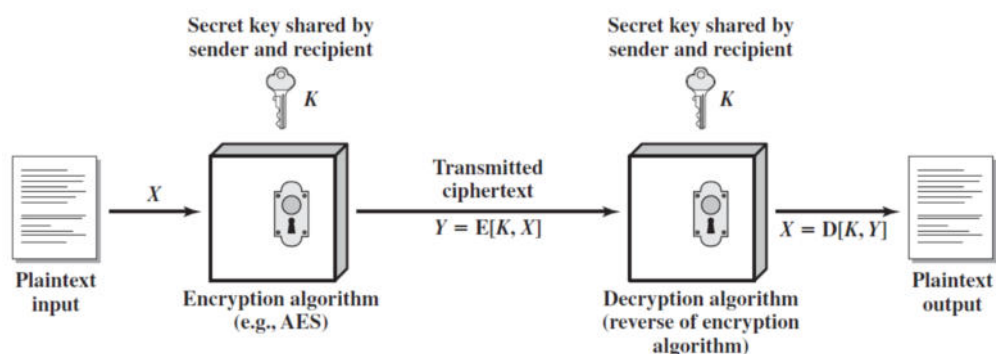 Secret key shared by
sender and recipient
K
Secret key shared by
sender and recipient
K
X
Transmitted
ciphertext
Y = E[K, X]
X = D[K, Y]
Plaintext
input
Encryption algorithm
(e.g., AES)
Decryption algorithm
(reverse of encryption
algorithm)
Plaintext
output